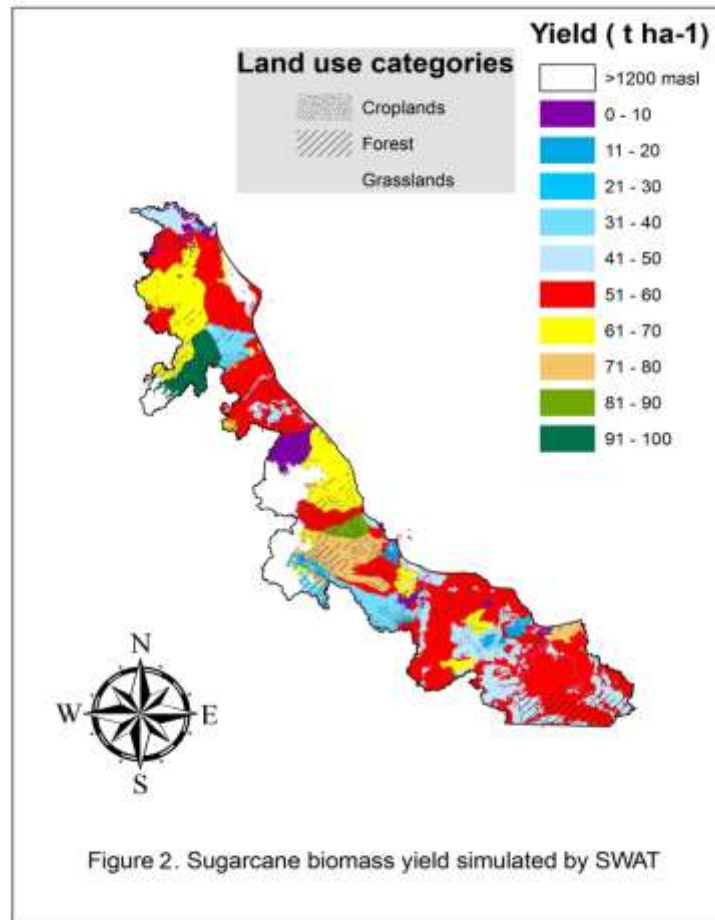 Yield ( t ha-1)
Land use categories
Croplands
Forest
Grasslands
>1200 masl
0 - 10
11 - 20
21 - 30
31 - 40
41 - 50
51 - 60
61 - 70
71 - 80
81 - 90
91 - 100
N
W E
S
Figure 2. Sugarcane biomass yield simulated by SWAT